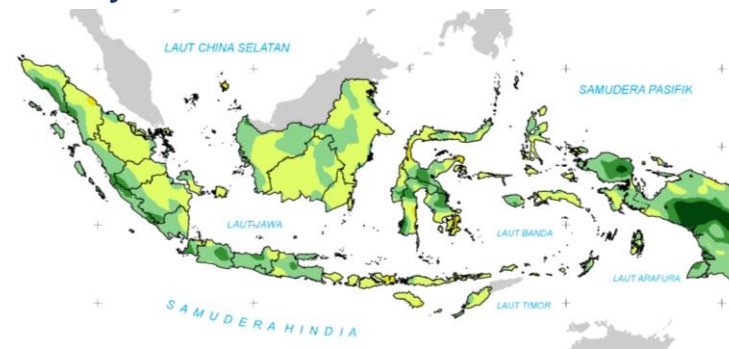 LAUT CHINA SELATAN
SAMUDERA PASIFIK
LAUT JAWA
LAUT BANDA
LAUT ARAFURA
LAUT TIMOR
SAMUDERA HINDIA